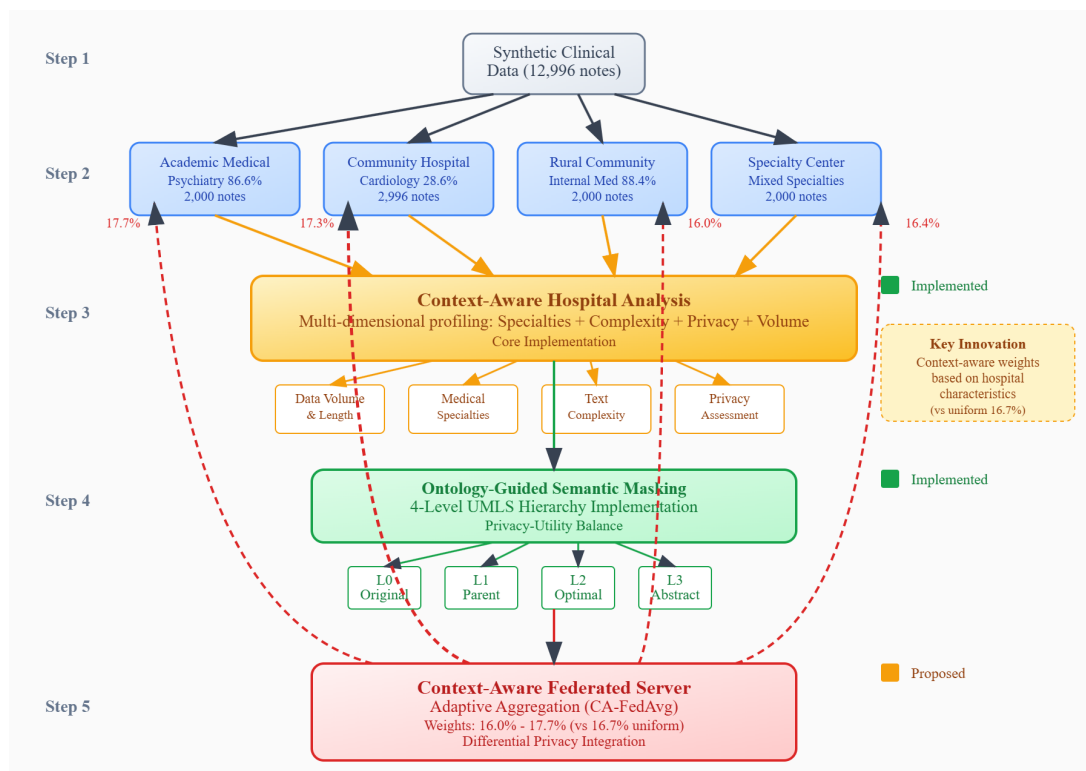 Step 1
Synthetic Clinical
Data (12,996 notes)
Step 2
Academic Medical
Psychiatry 86.6%
2,000 notes
Community Hospital
Cardiology 28.6%
2,996 notes
Rural Community
Internal Med 88.4%
2,000 notes
Specialty Center
Mixed Specialties
2,000 notes
17.7%
17.3%
16.0%
16.4%
Step 3
Context-Aware Hospital Analysis
Multi-dimensional profiling: Specialties + Complexity + Privacy + Volume
Core Implementation
Implemented
Key Innovation
Context-aware weights
based on hospital
characteristics
(vs uniform 16.7%)
Data Volume
& Length
Medical
Specialties
Text
Complexity
Privacy
Assessment
Step 4
Ontology-Guided Semantic Masking
4-Level UMLS Hierarchy Implementation
Privacy-Utility Balance
Implemented
L0
Original
L1
Parent
L2
Optimal
L3
Abstract
Step 5
Context-Aware Federated Server
Adaptive Aggregation (CA-FedAvg)
Weights: 16.0% - 17.7% (vs 16.7% uniform)
Differential Privacy Integration
Proposed